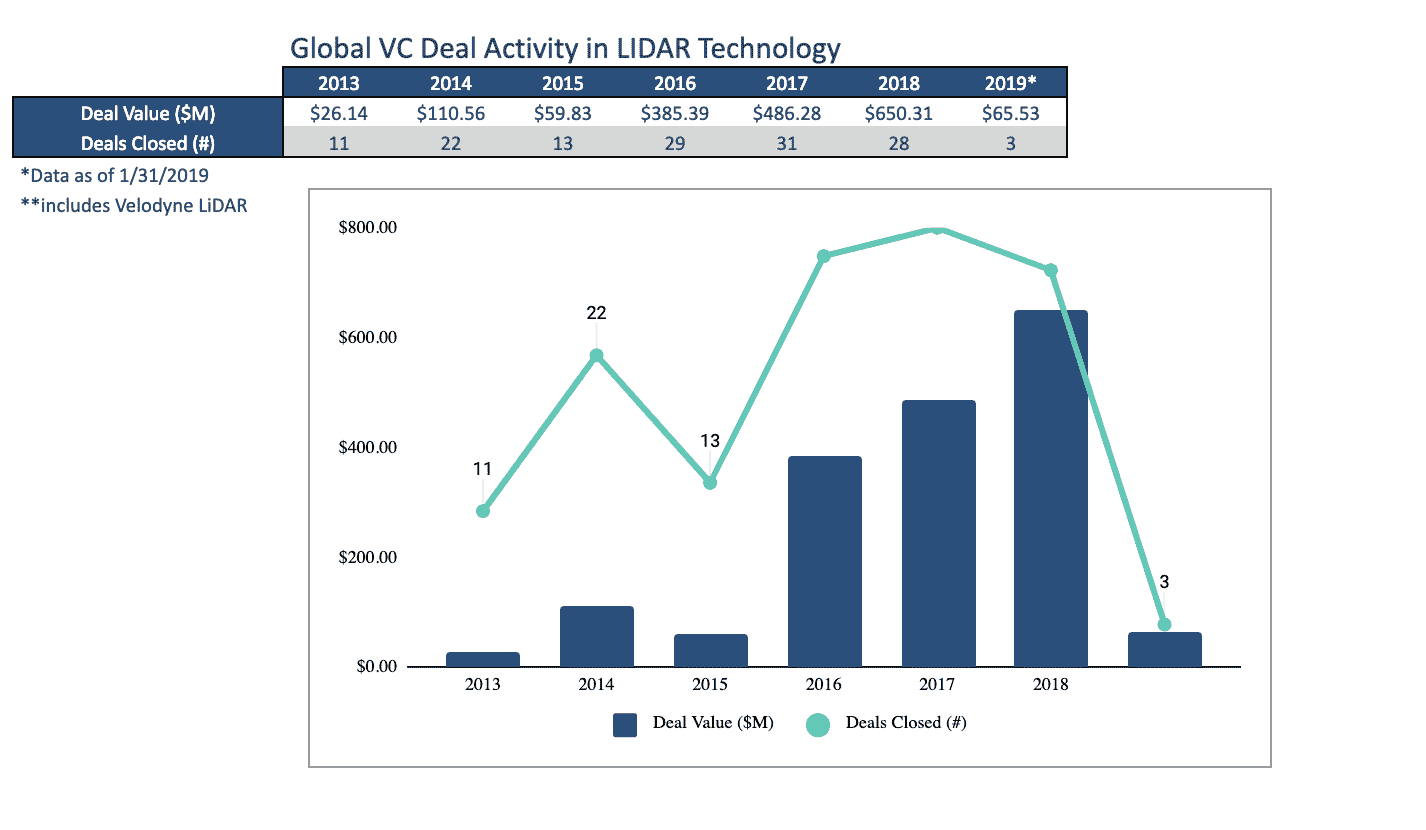 Global VC Deal Activity in LIDAR Technology
2013 2014 2015 2016 2017 2018 2019*
Deal Value ($M) $26.14 $110.56 $59.83 $385.39 $486.28 $650.31 $65.53
Deals Closed (#) 11 22 13 29 31 28 3
*Data as of 1/31/2019
**includes Velodyne LiDAR
$800.00
22
$600.00
13
$400.00
11
$200.00
3
$0.00
2013 2014 2015 2016 2017 2018
Deal Value ($M) Deals Closed (#)